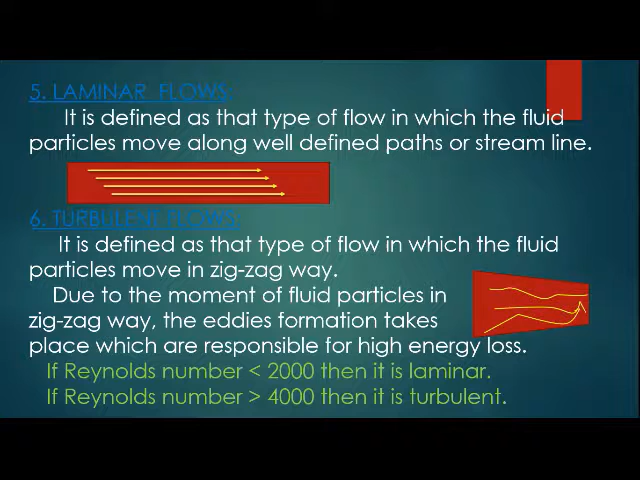 5. LAMINAR FLOWS:
It is defined as that type of flow in which the fluid
particles move along well defined paths or stream line.
6. TURBULENT FLOWS:
It is defined as that type of flow in which the fluid
particles move in zig-zag way.
Due to the moment of fluid particles in
zig-zag way, the eddies formation takes
place which are responsible for high energy loss.
If Reynolds number < 2000 then it is laminar.
If Reynolds number > 4000 then it is turbulent.